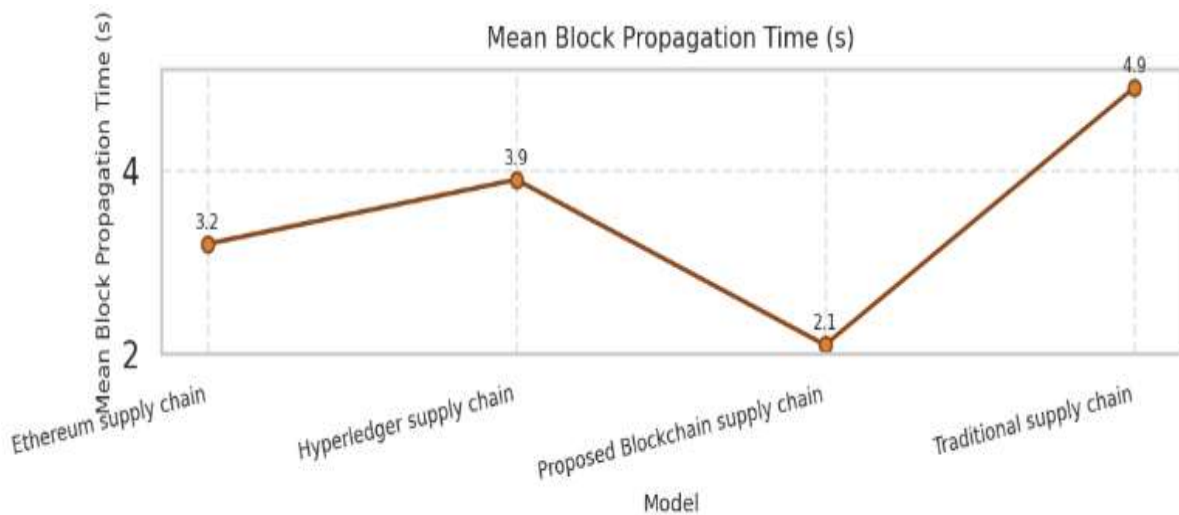 Mean Block Propagation Time (s)
Mean Block Propagation Time (s)
4
2
3.2
3.9
2.1
4.9
Ethereum supply chain
Hyperledger supply chain
Proposed Blockchain supply chain
Traditional supply chain
Model